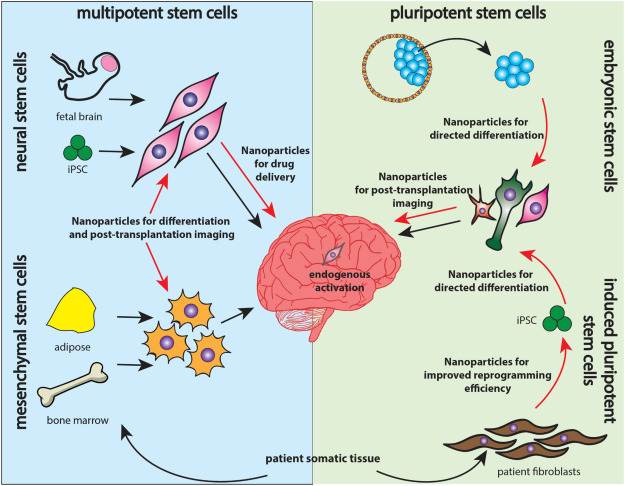 multipotent stem cells
pluripotent stem cells
neural stem cells
fetal brain
iPSC
Nanoparticles
for drug
delivery
Nanoparticles for differentiation
and post-transplantation imaging
mesenchymal stem cells
adipose
bone marrow
endogenous
activation
embryonic stem cells
Nanoparticles for
directed differentiation
Nanoparticles
for post-transplantation
imaging
Nanoparticles for
directed differentiation
induced pluripotent
stem cells
iPSC
Nanoparticles for
improved reprogramming
efficiency
patient fibroblasts
patient somatic tissue